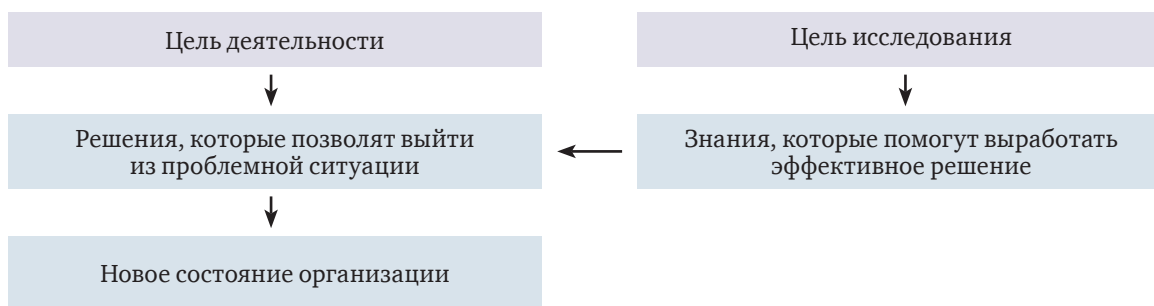 Цель деятельности
Цель исследования
Решения, которые позволят выйти
из проблемной ситуации
Знания, которые помогут выработать
эффективное решение
Новое состояние организации